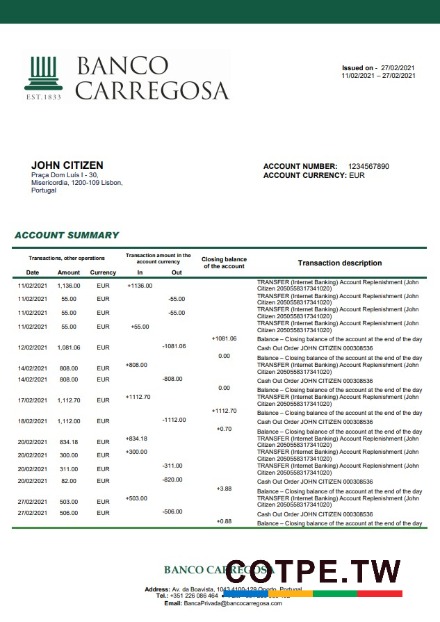 BANCO
CARREGOSA
EST.1833
Issued on - 27/02/2021
11/02/2021 – 27/02/2021
JOHN CITIZEN
Praça Dom Luís I - 30,
Misericordia, 1200-109 Lisbon,
Portugal
ACCOUNT NUMBER: 1234567890
ACCOUNT CURRENCY: EUR
ACCOUNT SUMMARY
Transactions, other operations
Transaction amount in the account currency
Closing balance of the account
Transaction description
Date Amount Currency In Out
11/02/2021 1,136.00 EUR +1136.00 TRANSFER (Internet Banking) Account Replenishment (John
Citizen 2050558317341020)
11/02/2021 55.00 EUR -55.00 TRANSFER (Internet Banking) Account Replenishment (John
Citizen 2050558317341020)
11/02/2021 55.00 EUR -55.00 TRANSFER (Internet Banking) Account Replenishment (John
Citizen 2050558317341020)
11/02/2021 55.00 EUR +55.00 TRANSFER (Internet Banking) Account Replenishment (John
Citizen 2050558317341020)
+1081.06 Balance – Closing balance of the account at the end of the day
12/02/2021 1,081.06 EUR -1081.06 Cash Out Order JOHN CITIZEN 000308536
0.00 Balance – Closing balance of the account at the end of the day
14/02/2021 808.00 EUR +808.00 TRANSFER (Internet Banking) Account Replenishment (John
Citizen 2050558317341020)
14/02/2021 808.00 EUR -808.00 Cash Out Order JOHN CITIZEN 000308536
0.00 Balance – Closing balance of the account at the end of the day
17/02/2021 1,112.70 EUR +1112.70 TRANSFER (Internet Banking) Account Replenishment (John
Citizen 2050558317341020)
+1112.70 Balance – Closing balance of the account at the end of the day
18/02/2021 1,112.00 EUR -1112.00 Cash Out Order JOHN CITIZEN 000308536
+0.70 Balance – Closing balance of the account at the end of the day
20/02/2021 834.18 EUR +834.18 TRANSFER (Internet Banking) Account Replenishment (John
Citizen 2050558317341020)
20/02/2021 300.00 EUR +300.00 TRANSFER (Internet Banking) Account Replenishment (John
Citizen 2050558317341020)
20/02/2021 311.00 EUR -311.00 TRANSFER (Internet Banking) Account Replenishment (John
Citizen 2050558317341020)
20/02/2021 82.00 EUR -820.00 Cash Out Order JOHN CITIZEN 000308536
+3.88 Balance – Closing balance of the account at the end of the day
27/02/2021 503.00 EUR +503.00 TRANSFER (Internet Banking) Account Replenishment (John
Citizen 2050558317341020)
27/02/2021 506.00 EUR -506.00 Cash Out Order JOHN CITIZEN 000308536
+0.88 Balance – Closing balance of the account at the end of the day
BANCO CARREGOSA
COTPE.TW
Address: Av. da Boavista, 1043 4100-129 Oporto, Portugal
Tel.: +351 226 086 464
Email: BancaPrivada@bancocarregosa.com